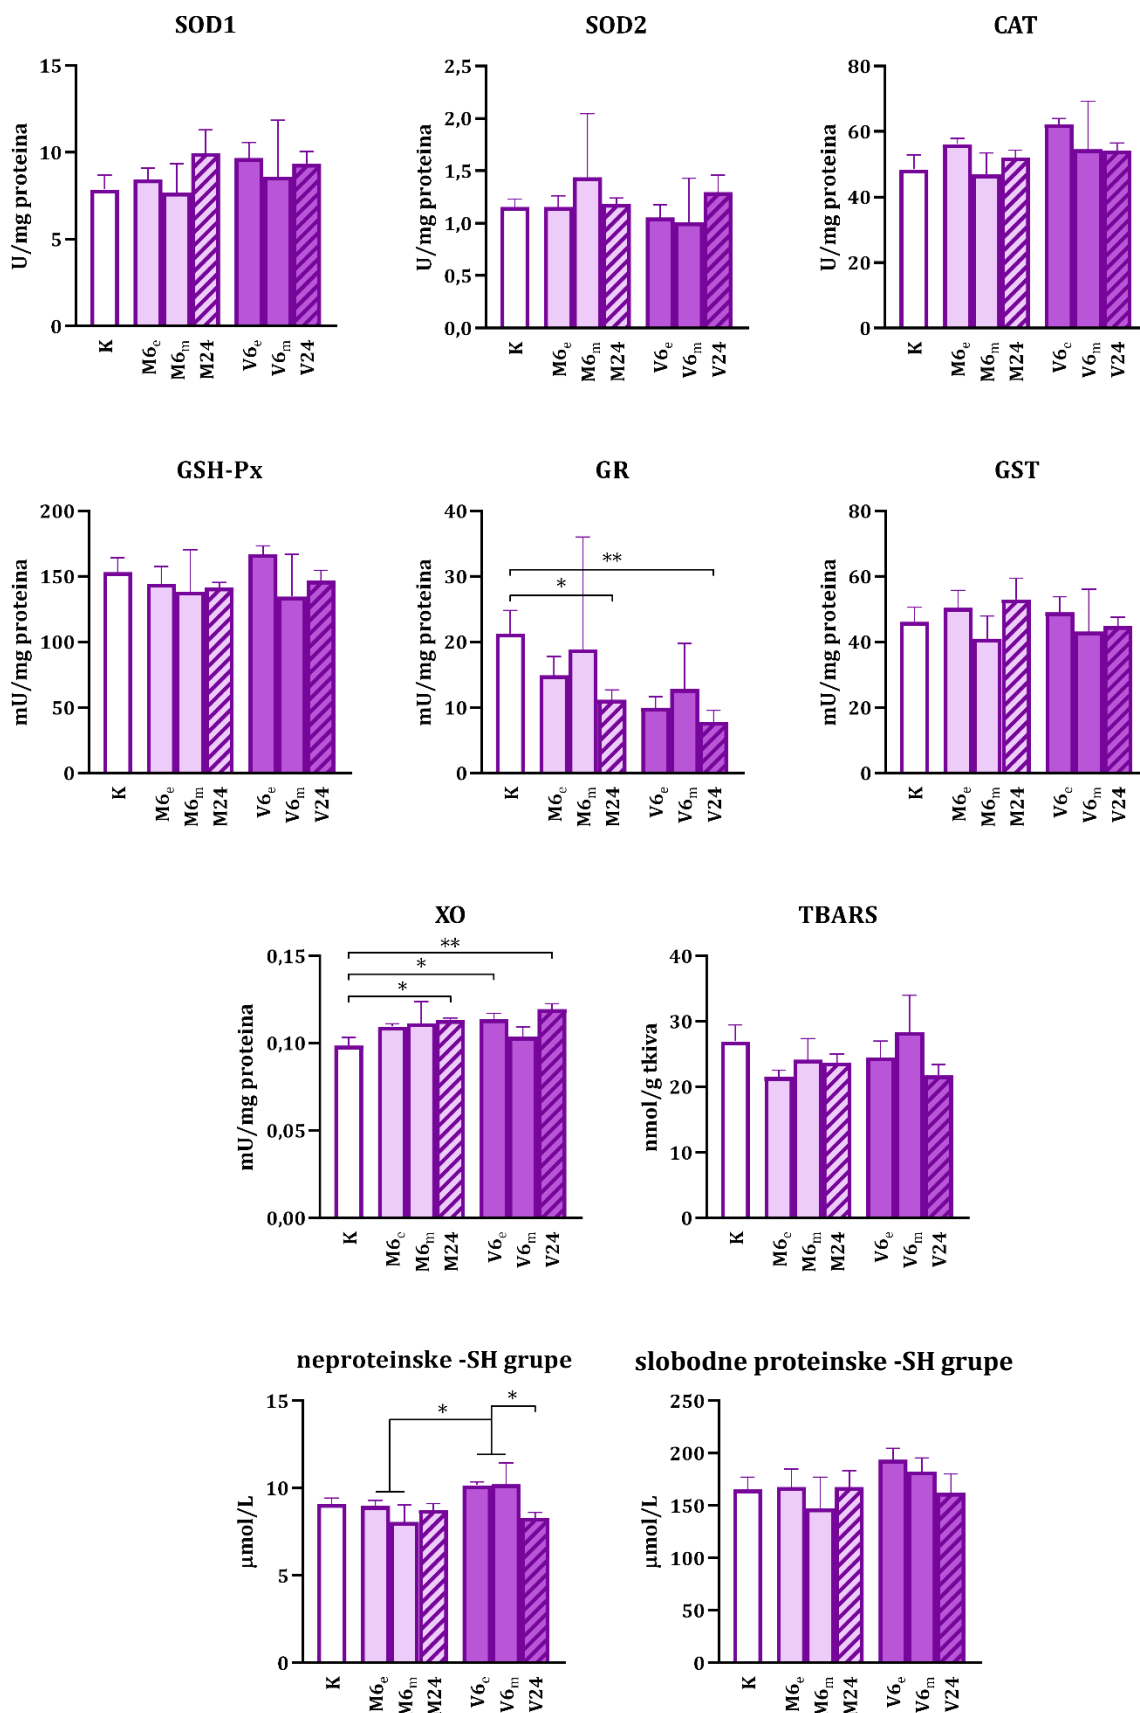 SOD1
SOD2
CAT
U/mg proteina
15
10
5
0
K
M6c
M6m
M24
V6e
V6m
V24
U/mg proteina
2,5
2,0
1,5
1,0
0,5
0,0
K
M6e
M6m
M24
V6e
V6m
V24
U/mg proteina
80
60
40
20
0
K
M6e
M6m
M24
V6c
V6m
V24
GSH-Px
GR
GST
mU/mg proteina
200
150
100
50
0
K
M6e
M6m
M24
V6e
V6m
V24
mU/mg proteina
40
30
20
10
0
**
*
K
M6c
M6m
M24
V6e
V6m
V24
mU/mg proteina
80
60
40
20
0
K
M6e
M6m
M24
V6c
V6m
V24
XO
TBARS
mU/mg proteina
0,15
0,10
0,05
0,00
**
*
*
K
M6c
M6m
M24
V6e
V6m
V24
nmol/g tkiva
40
30
20
10
0
K
M6c
M6m
M24
V6e
V6m
V24
neproteinske -SH grupe
slobodne proteinske -SH grupe
μmol/L
15
10
5
0
*
*
K
M6e
M6m
M24
V6c
V6m
V24
μmol/L
250
200
150
100
50
0
K
M6e
M6m
M24
V6e
V6m
V24